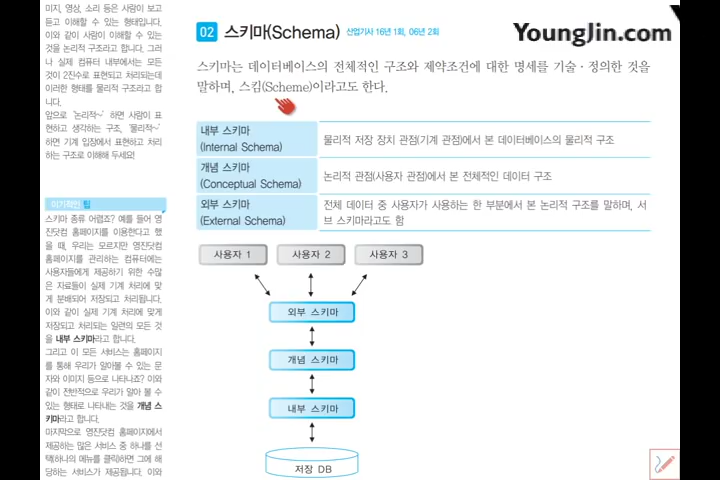 미지, 영상, 소리 등은 사람이 보고
듣고 이해할 수 있는 형태입니다.
이와 같이 사람이 이해할 수 있는
것을 논리적 구조라고 합니다. 그러
나 실제 컴퓨터 내부에서는 모든
것이 2진수로 표현되고 처리되는데
이러한 형태를 물리적 구조라고 합
니다.
앞으로 '논리적~' 하면 사람이 표
현하고 생각하는 구조, '물리적~'
하면 기계 입장에서 표현하고 처리
하는 구조로 이해해 두세요!
이기적인 팁
스키마 종류 어렵죠? 예를 들어 영
진닷컴 홈페이지를 이용한다고 했
을 때, 우리는 모르지만 영진닷컴
홈페이지를 관리하는 컴퓨터에는
사용자들에게 제공하기 위한 수많
은 자료들이 실제 기계 처리에 맞
게 분배되어 저장되고 처리됩니다.
이와 같이 실제 기계 처리에 맞게
저장되고 처리되는 일련의 모든 것
을 내부 스키마라고 합니다.
그리고 이 모든 서비스는 홈페이지
를 통해 우리가 알아볼 수 있는 문
자와 이미지 등으로 나타나죠? 이와
같이 전반적으로 우리가 알아 볼 수
있는 형태로 나타내는 것을 개념 스
키마라고 합니다.
마지막으로 영진닷컴 홈페이지에서
제공하는 많은 서비스 중 하나를 선
택(하나의 메뉴를 클릭)하면 그에 해
당하는 서비스가 제공됩니다. 이와
YoungJin.com
02 스키마(Schema) 산업기사 16년 1회, 06년 2회
스키마는 데이터베이스의 전체적인 구조와 제약조건에 대한 명세를 기술·정의한 것을
말하며, 스킴(Scheme)이라고도 한다.
내부 스키마
(Internal Schema)
물리적 저장 장치 관점(기계 관점)에서 본 데이터베이스의 물리적 구조
개념 스키마
(Conceptual Schema)
논리적 관점(사용자 관점)에서 본 전체적인 데이터 구조
외부 스키마
(External Schema)
전체 데이터 중 사용자가 사용하는 한 부분에서 본 논리적 구조를 말하며, 서
브 스키마라고도 함
사용자 1 사용자 2 사용자 3
외부 스키마
개념 스키마
내부 스키마
저장 DB